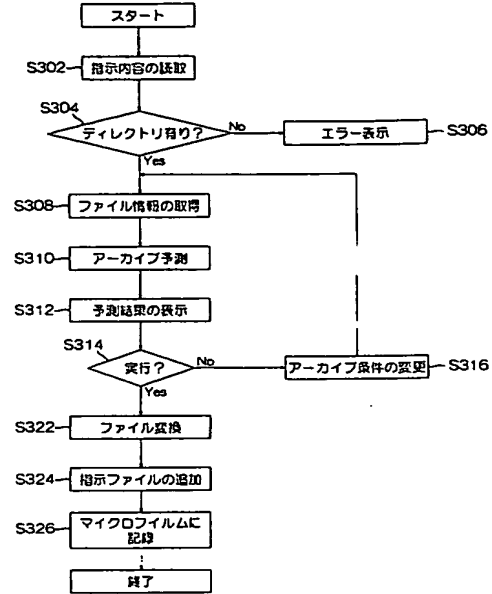 スタート
S302
指示内容の読取
S304
ディレクトリ有り？
No
エラー表示
S306
Yes
S308
ファイル情報の取得
S310
アーカイブ予測
S312
予測結果の表示
S314
実行？
No
アーカイブ条件の変更
S316
Yes
S322
ファイル変換
S324
指示ファイルの追加
S326
マイクロフィルムに
記録
終了